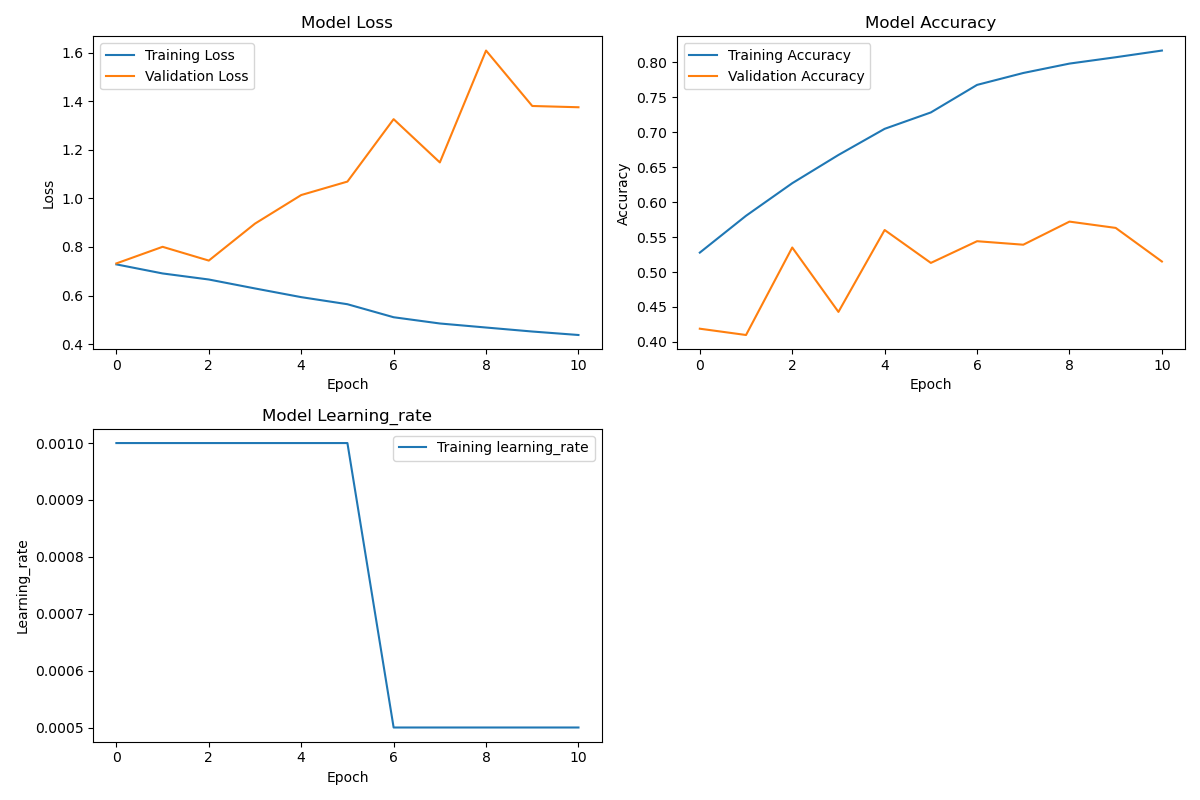 Model Loss
Training Loss
Validation Loss
1.6
1.4
1.2
1.0
0.8
0.6
0.4
Loss
0 2 4 6 8 10
Epoch
Model Accuracy
Training Accuracy
Validation Accuracy
0.80
0.75
0.70
0.65
0.60
0.55
0.50
0.45
0.40
Accuracy
0 2 4 6 8 10
Epoch
Model Learning_rate
Training learning_rate
0.0010
0.0009
0.0008
0.0007
0.0006
0.0005
Learning_rate
0 2 4 6 8 10
Epoch